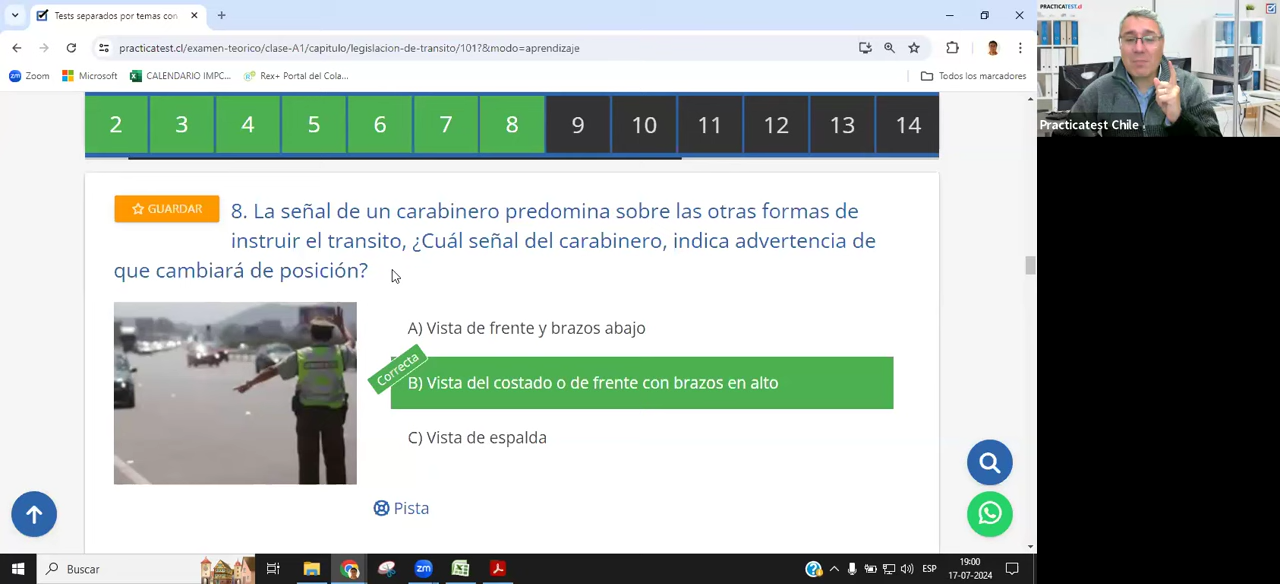 Tests separados por temas con
practicatest.cl/examen-teorico/clase-A1/capitulo/legislacion-de-transito/101?&modo=aprendizaje
Zoom
Microsoft
CALENDARIO IMPC...
Rex+ Portal del Cola...
Todos los marcadores
PRACTICATEST.cl
Practicatest Chile
2 3 4 5 6 7 8 9 10 11 12 13 14
GUARDAR
8. La señal de un carabinero predomina sobre las otras formas de
instruir el transito, ¿Cuál señal del carabinero, indica advertencia de
que cambiará de posición?
A) Vista de frente y brazos abajo
Correcta
B) Vista del costado o de frente con brazos en alto
C) Vista de espalda
Pista
Buscar
zm
ESP
19:00
17-07-2024